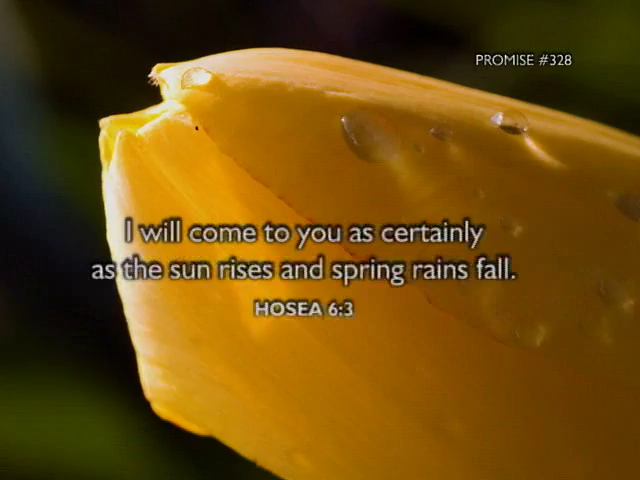 PROMISE #328
I will come to you as certainly
as the sun rises and spring rains fall.
HOSEA 6:3